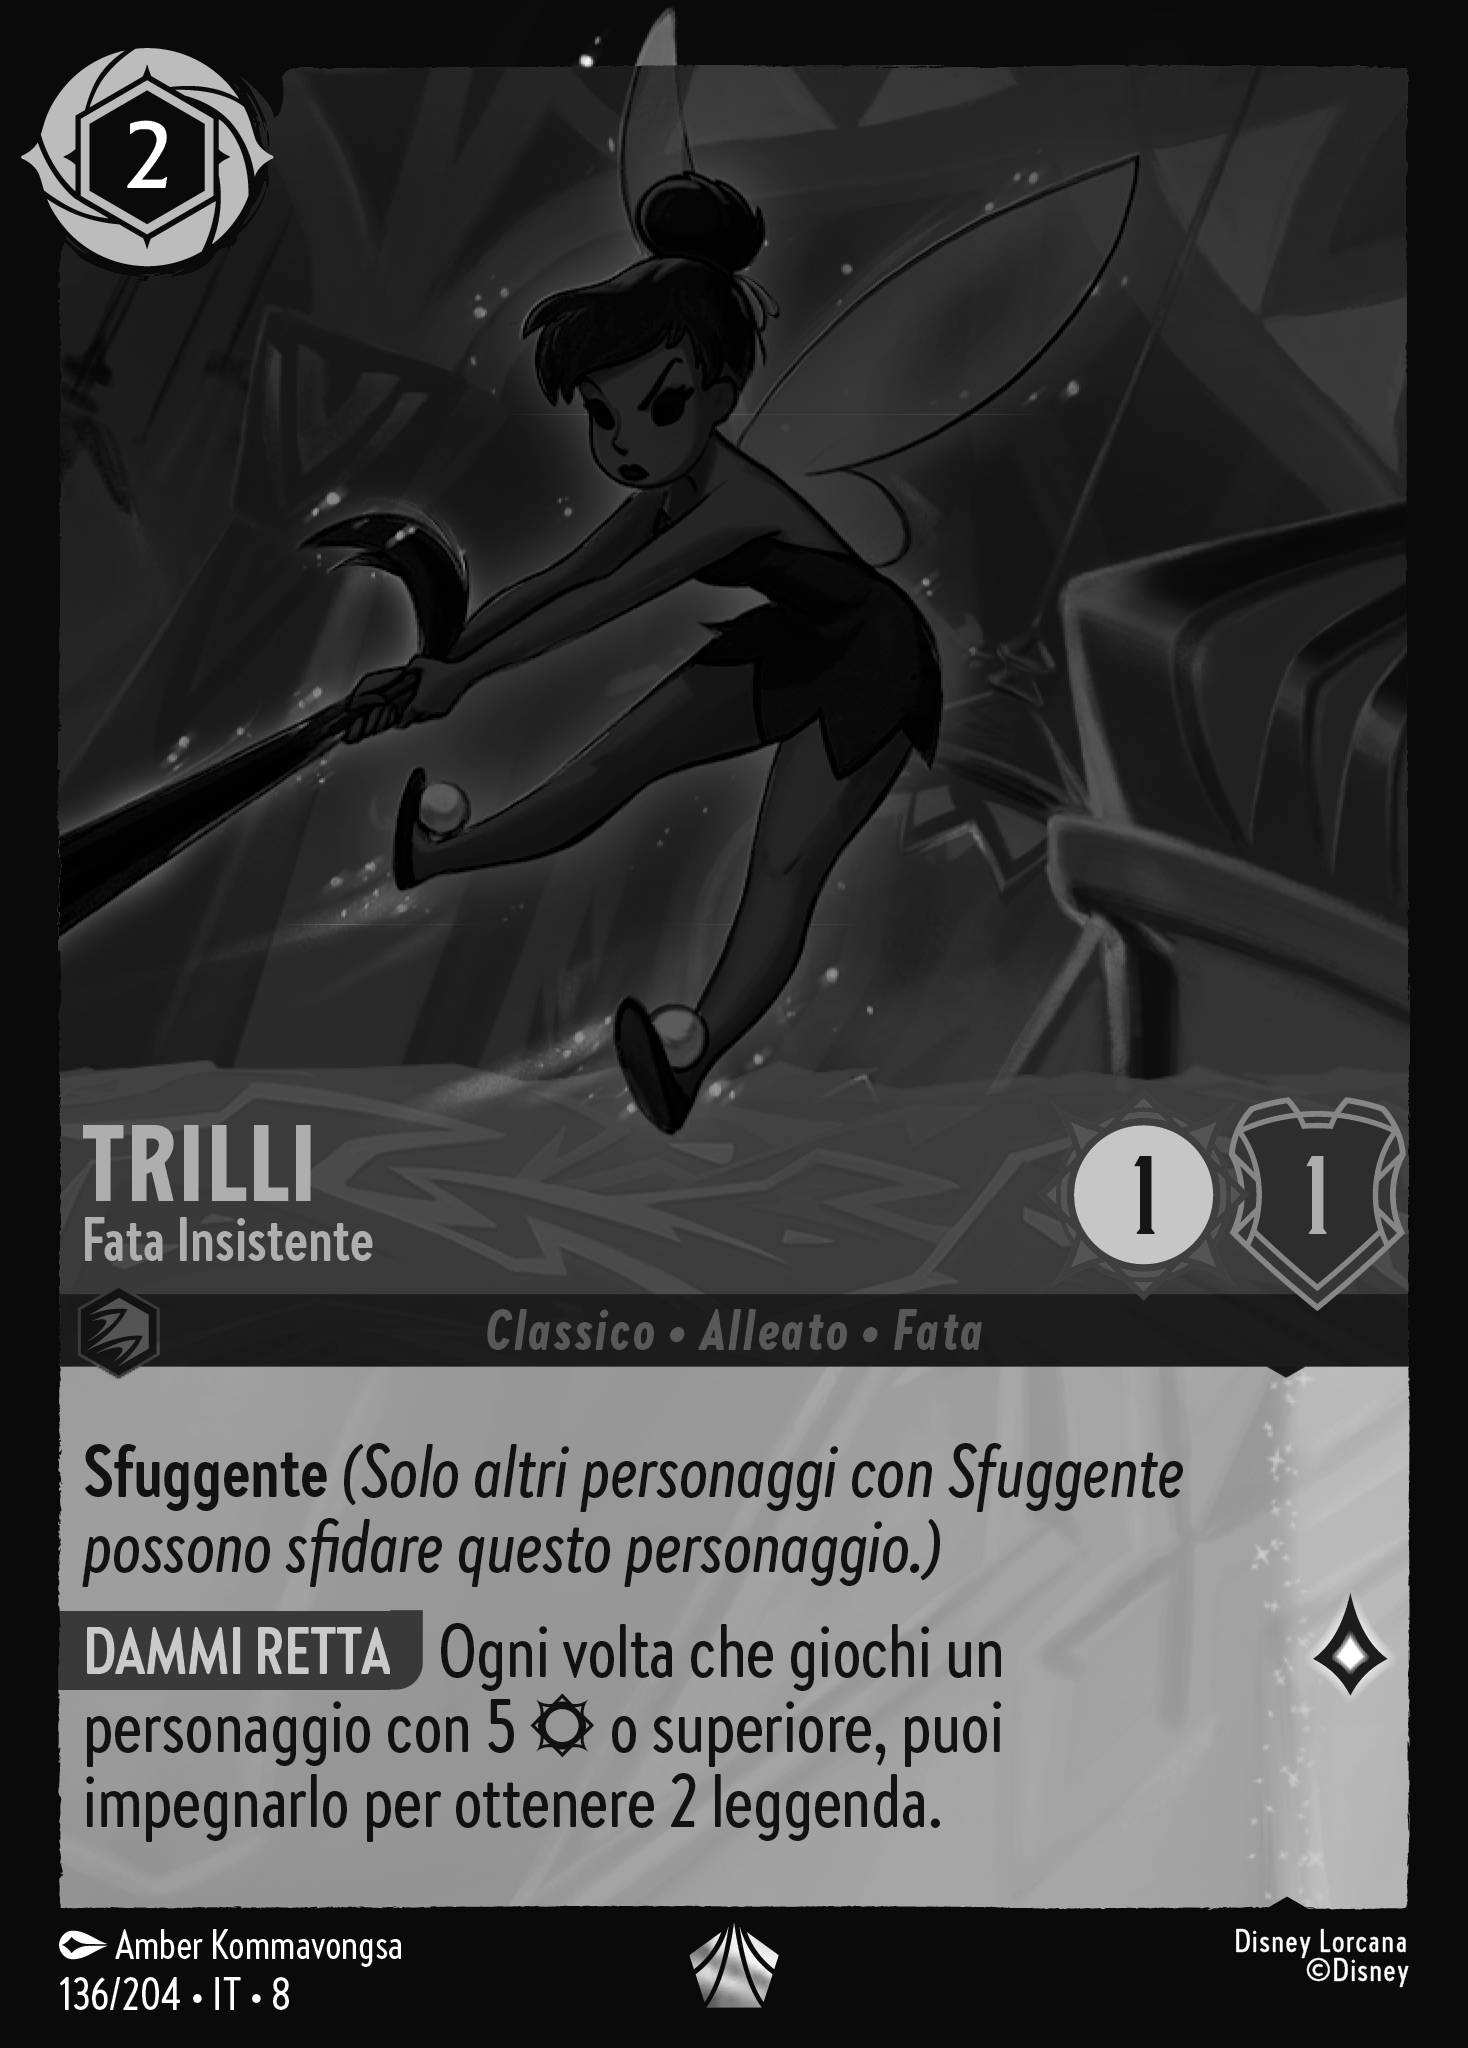 2
TRILLI
Fata Insistente
1 1
Classico • Alleato • Fata
Sfuggente (Solo altri personaggi con Sfuggente
possono sfidare questo personaggio.)
DAMMI RETTA Ogni volta che giochi un
personaggio con 5 o superiore, puoi
impegnarlo per ottenere 2 leggenda.
Amber Kommavongsa
136/204 • IT • 8
Disney Lorcana
©Disney